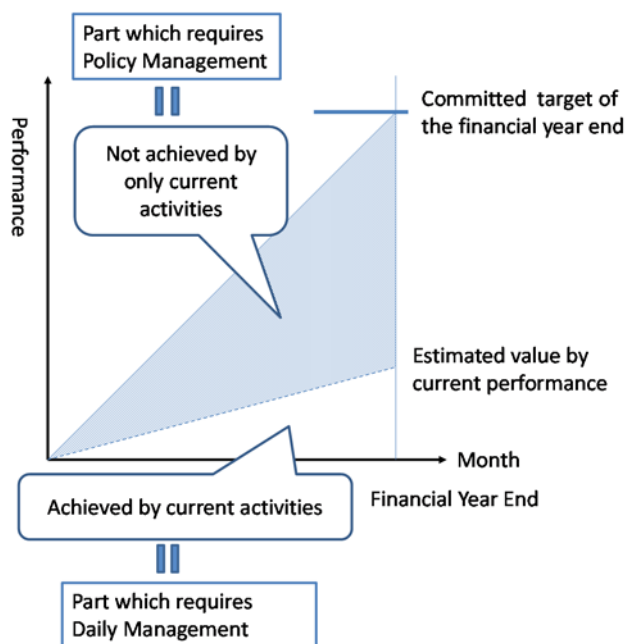 Part which requires
Policy Management
Performance
Not achieved by
only current
activities
Committed target of
the financial year end
Estimated value by
current performance
Month
Achieved by current activities
Financial Year End
Part which requires
Daily Management